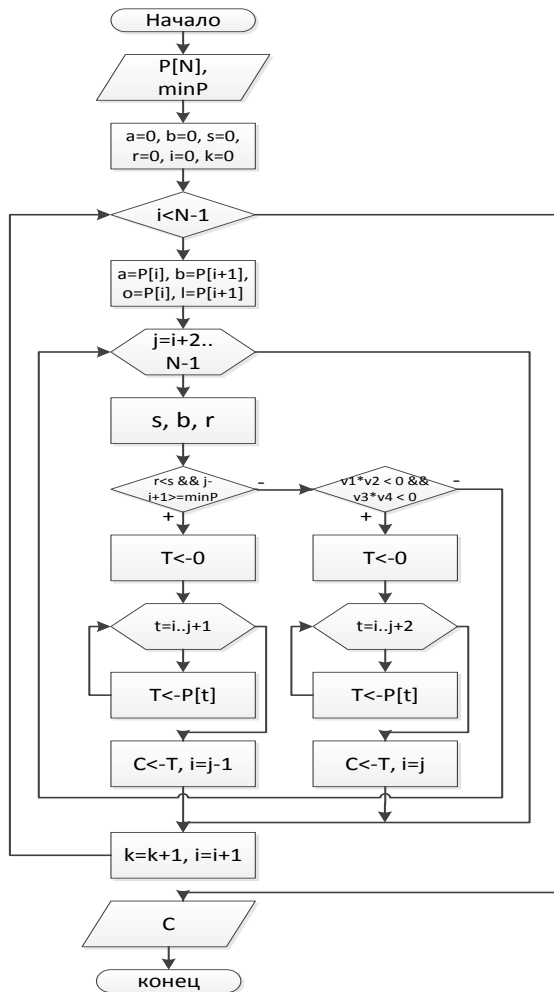 Начало
P[N],
minP
a=0, b=0, s=0,
r=0, i=0, k=0
i<N-1
a=P[i], b=P[i+1],
o=P[i], l=P[i+1]
j=i+2..
N-1
s, b, r
r<s && j-
i+1>=minP
-
v1*v2 < 0 &&
v3*v4 < 0
-
+
+
T<-0
T<-0
t=i..j+1
t=i..j+2
T<-P[t]
T<-P[t]
C<-T, i=j-1
C<-T, i=j
k=k+1, i=i+1
C
конец